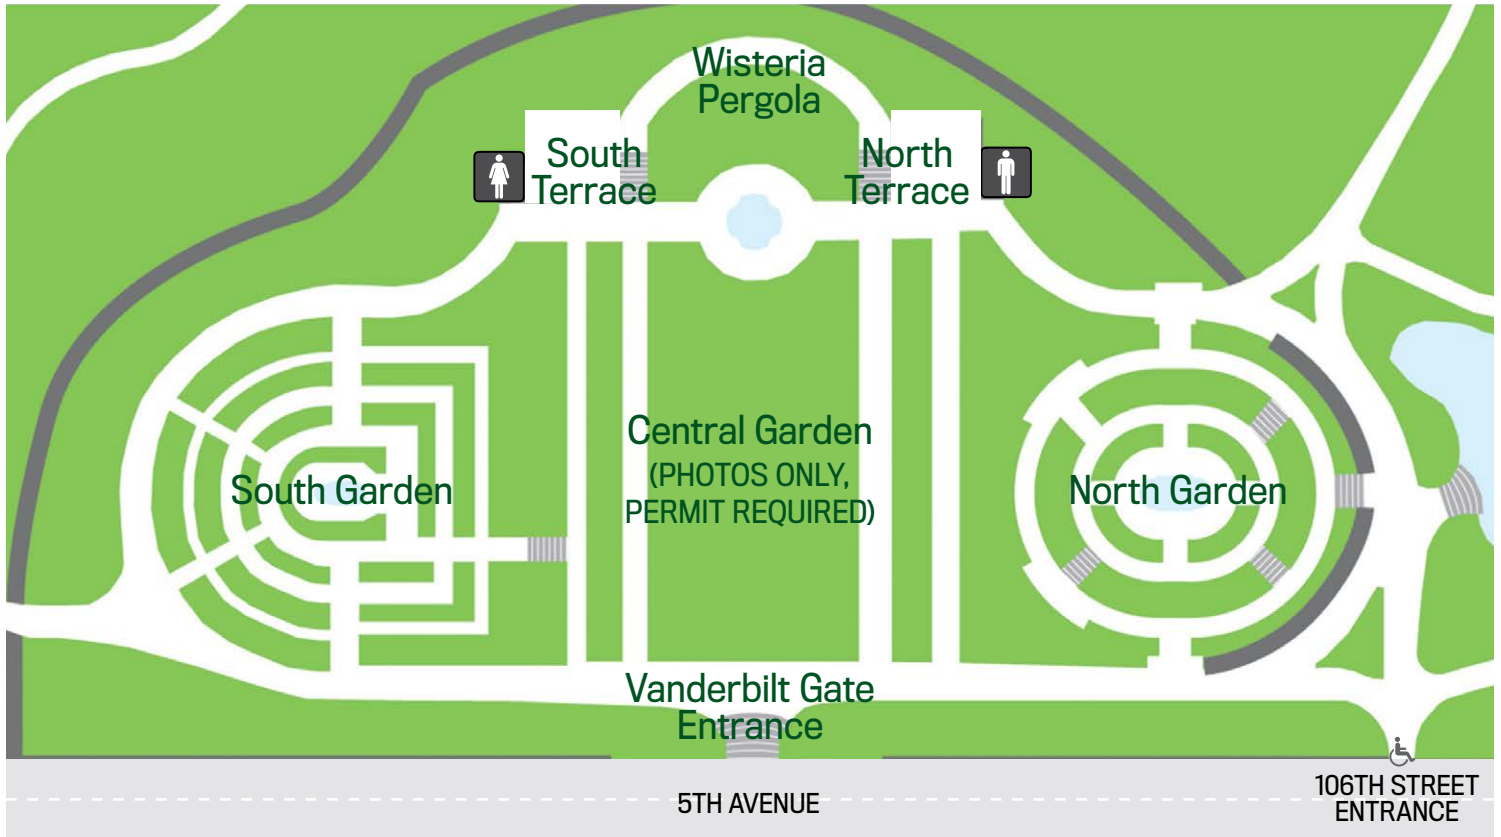 Wisteria
Pergola
South
Terrace
North
Terrace
Central Garden
(PHOTOS ONLY,
PERMIT REQUIRED)
South Garden
North Garden
Vanderbilt Gate
Entrance
5TH AVENUE
106TH STREET
ENTRANCE